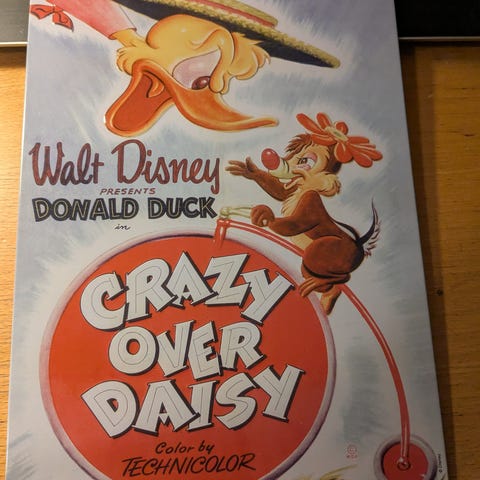 Walt Disney
PRESENTS
DONALD DUCK
in
CRAZY
OVER
DAISY
Color by
TECHNICOLOR